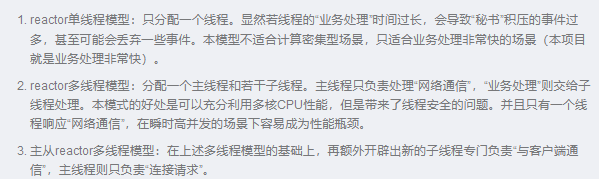 1. reactor单线程模型：只分配一个线程。显然若线程的“业务处理”时间过长，会导致“秘书”积压的事件过
多，甚至可能会丢弃一些事件。本模型不适合计算密集型场景，只适合业务处理非常快的场景（本项目
就是业务处理非常快）。
2. reactor多线程模型：分配一个主线程和若干子线程。主线程只负责处理“网络通信”，“业务处理”则交给子
线程处理。本模式的好处是可以充分利用多核CPU性能，但是带来了线程安全的问题。并且只有一个线
程响应“网络通信”，在瞬时高并发的场景下容易成为性能瓶颈。
3. 主从reactor多线程模型：在上述多线程模型的基础上，再额外开辟出新的子线程专门负责“与客户端通
信”，主线程则只负责“连接请求”。